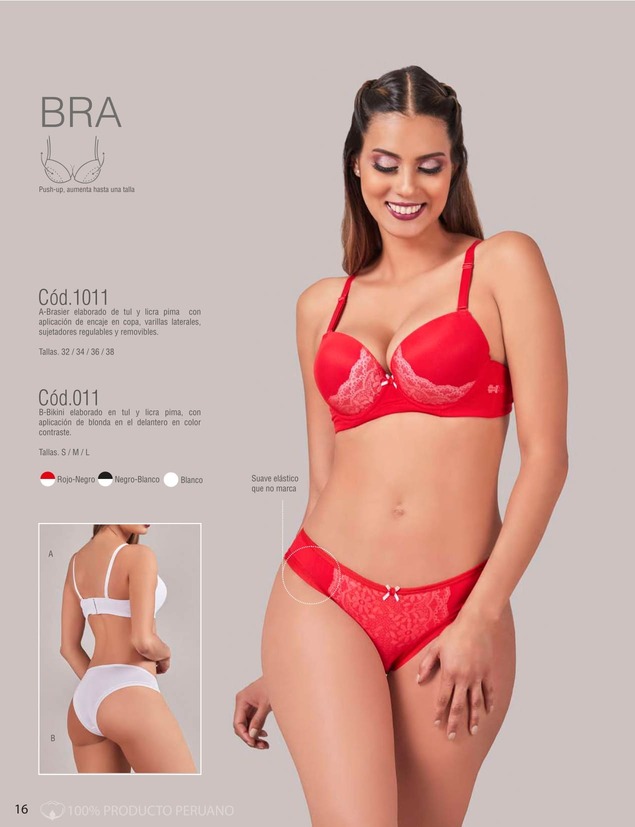 BRA
Push-up, aumenta hasta una talla
Cód.1011
A-Brasier elaborado de tul y licra pima con
aplicación de encaje en copa, varillas laterales,
sujetadores regulables y removibles.
Tallas. 32 / 34 / 36 / 38
Cód.011
B-Bikini elaborado en tul y licra pima, con
aplicación de blonda en el delantero en color
contraste.
Tallas. S / M / L
Rojo-Negro Negro-Blanco Blanco
Suave elástico
que no marca
A
B
16 100% PRODUCTO PERUANO